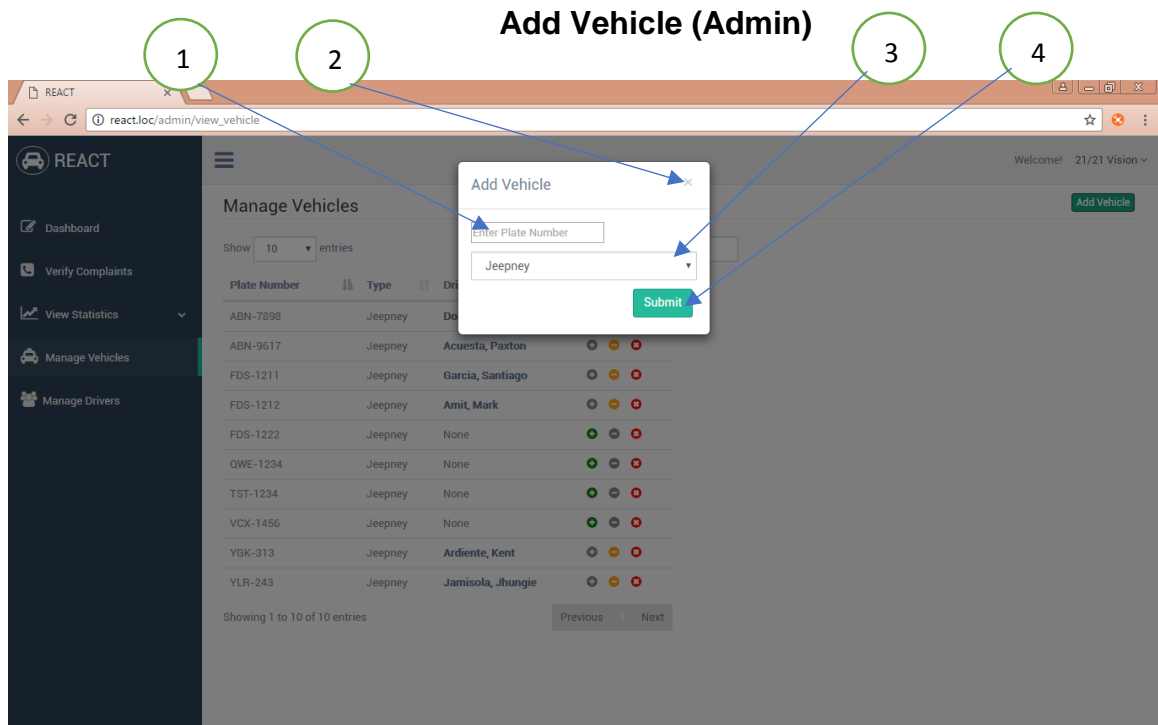 Add Vehicle (Admin)
1 2 3 4
REACT
react.loc/admin/view_vehicle
REACT
Welcome! 21/21 Vision
Add Vehicle
Manage Vehicles
Add Vehicle
Dashboard
Enter Plate Number
Show 10 entries
Jeepney
Verify Complaints
Plate Number Type
Submit
View Statistics
ABN-7898 Jeepney
ABN-9617 Jeepney Acuesta, Paxton
Manage Vehicles
FDS-1211 Jeepney Garcia, Santiago
Manage Drivers
FDS-1212 Jeepney Amit, Mark
FDS-1222 Jeepney None
QWE-1234 Jeepney None
TST-1234 Jeepney None
VCX-1456 Jeepney None
YGK-313 Jeepney Ardiente, Kent
YLR-243 Jeepney Jamisola, Jhungie
Showing 1 to 10 of 10 entries
Previous 1 Next